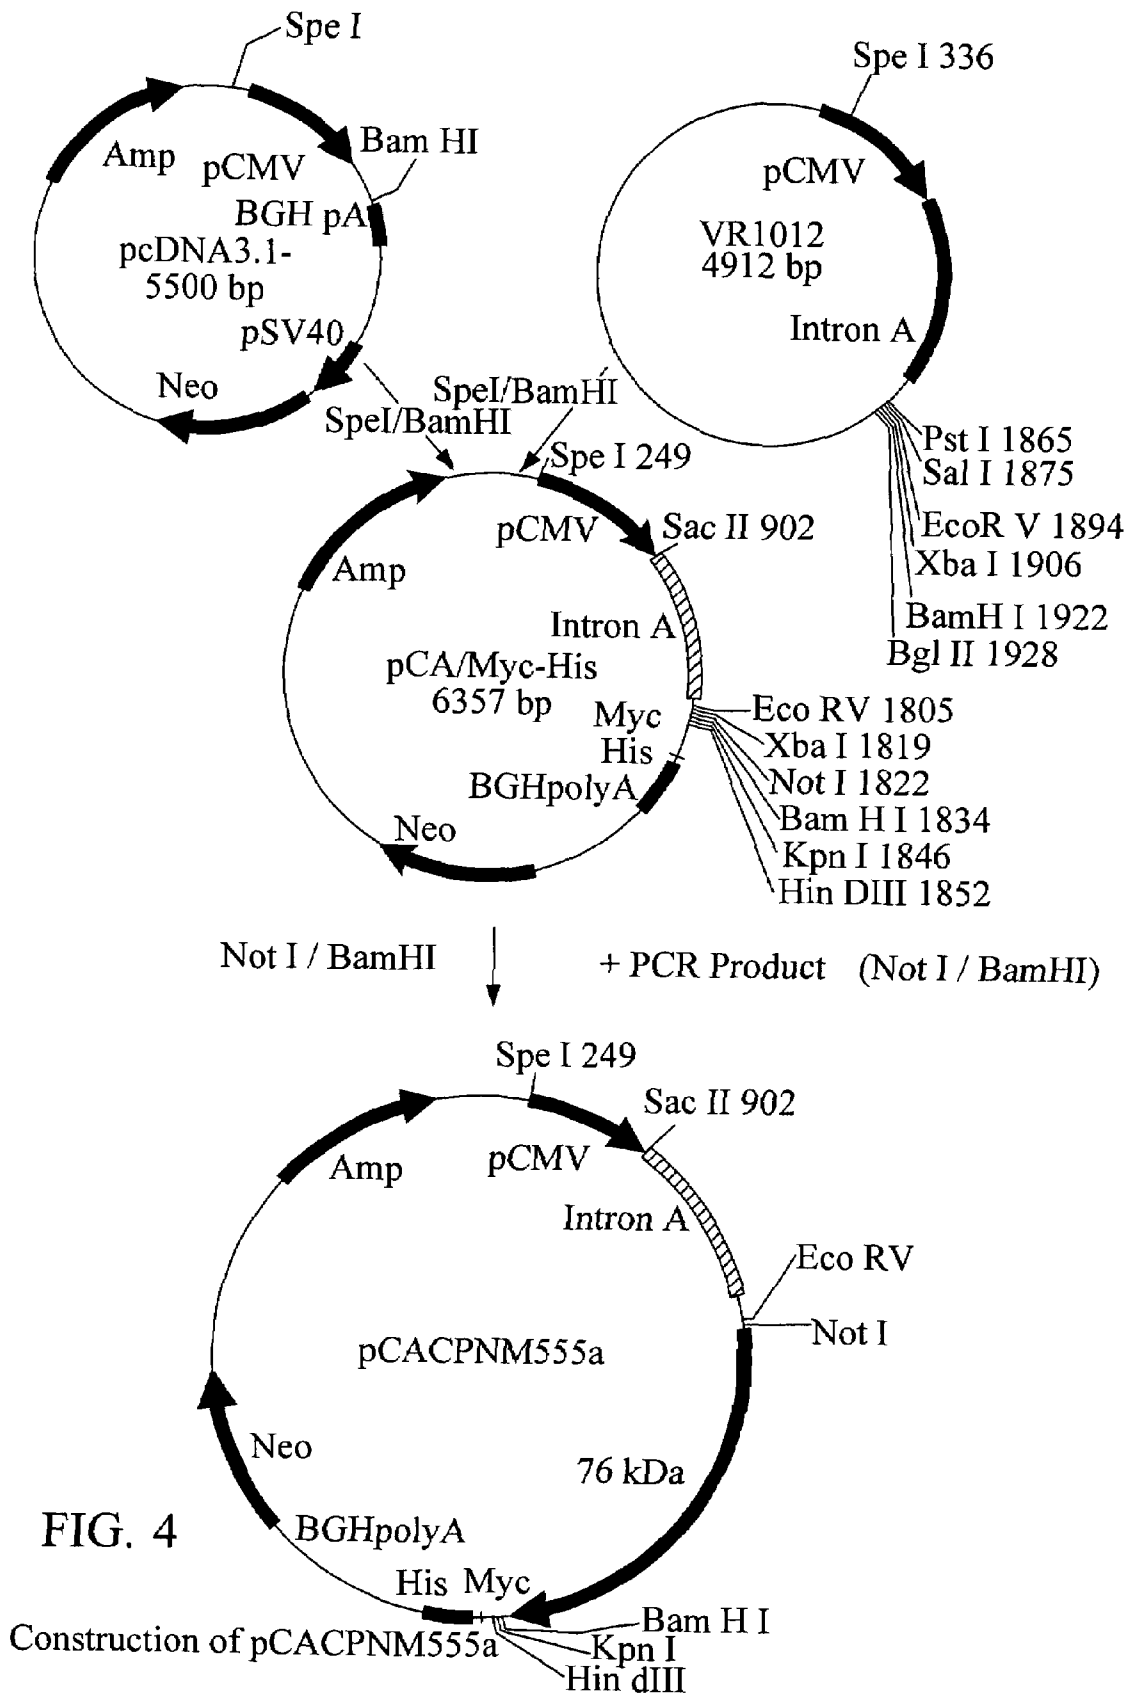 Spe I
Amp
pCMV
Bam HI
BGH pA
pcDNA3.1-
5500 bp
pSV40
Neo
SpeI/BamHI
Spe I 336
pCMV
VR1012
4912 bp
Intron A
SpeI/BamHI
Pst I 1865
Sal I 1875
EcoR V 1894
Xba I 1906
BamH I 1922
Bgl II 1928
Spe I 249
pCMV
Sac II 902
Amp
Intron A
pCA/Myc-His
6357 bp
Myc
His
BGHpolyA
Neo
Eco RV 1805
Xba I 1819
Not I 1822
Bam H I 1834
Kpn I 1846
Hin DIII 1852
Not I / BamHI
+ PCR Product (Not I / BamHI)
Spe I 249
Sac II 902
Amp
pCMV
Intron A
Eco RV
Not I
pCACPNM555a
Neo
76 kDa
BGHpolyA
His Myc
Bam H I
Kpn I
Hin dIII
FIG. 4
Construction of pCACPNM555a